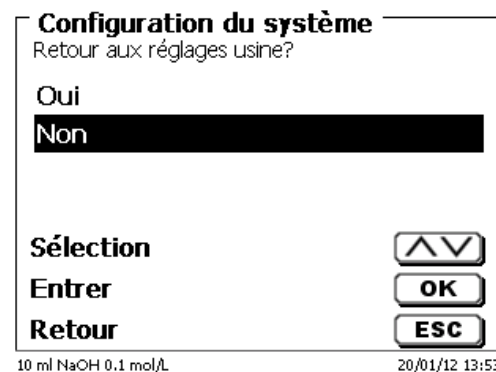 Configuration du système
Retour aux réglages usine?
Oui
Non
Sélection
Entrer OK
Retour ESC
10 ml NaOH 0.1 mol/L 20/01/12 13:53